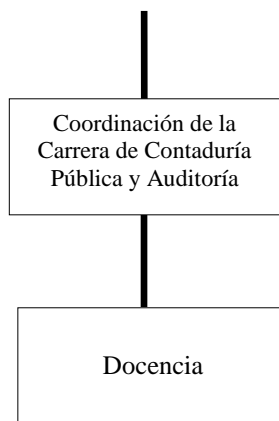 Coordinación de la
Carrera de Contaduría
Pública y Auditoría
Docencia